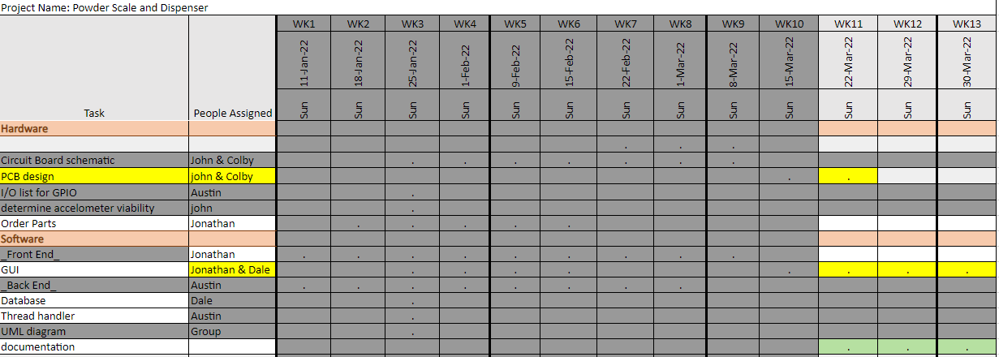 Project Name: Powder Scale and Dispenser
WK1 WK2 WK3 WK4 WK5 WK6 WK7 WK8 WK9 WK10 WK11 WK12 WK13
11-Jan-22 18-Jan-22 25-Jan-22 1-Feb-22 9-Feb-22 15-Feb-22 22-Feb-22 1-Mar-22 8-Mar-22 15-Mar-22 22-Mar-22 29-Mar-22 30-Mar-22
Task People Assigned Sun Sun Sun Sun Sun Sun Sun Sun Sun Sun Sun Sun Sun
Hardware
. . .
Circuit Board schematic John & Colby . . . . . . .
PCB design john & Colby . .
I/O list for GPIO Austin .
determine accelometer viability john .
Order Parts Jonathan . . . . .
Software
_Front End_ Jonathan . . . . . . . . .
GUI Jonathan & Dale . . . . . . . .
_Back End_ Austin . . . . . . . .
Database Dale .
Thread handler Austin .
UML diagram Group .
documentation . . .